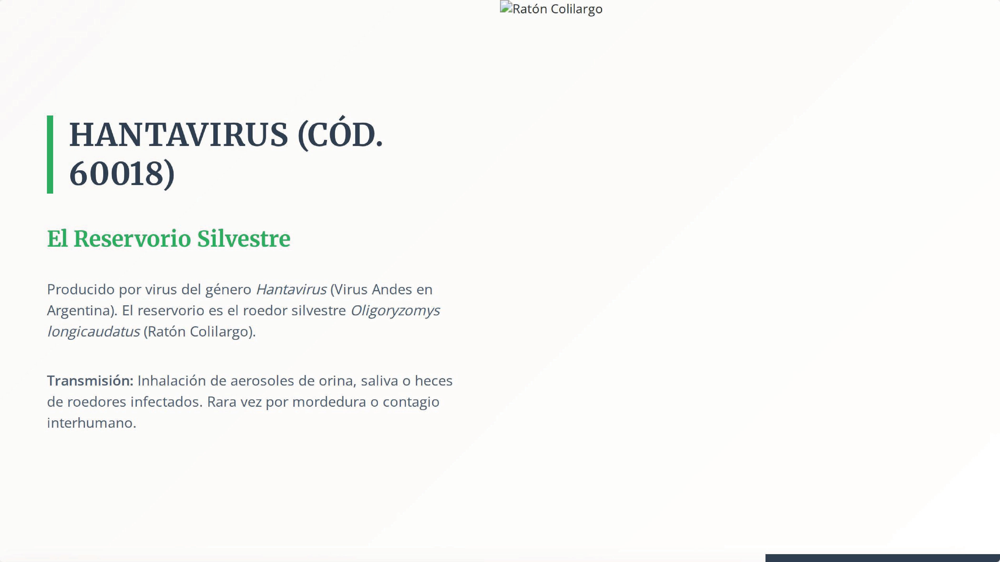 Ratón Colilargo
HANTAVIRUS (CÓD.
60018)
El Reservorio Silvestre
Producido por virus del género Hantavirus (Virus Andes en
Argentina). El reservorio es el roedor silvestre Oligoryzomys
longicaudatus (Ratón Colilargo).
Transmisión: Inhalación de aerosoles de orina, saliva o heces
de roedores infectados. Rara vez por mordedura o contagio
interhumano.